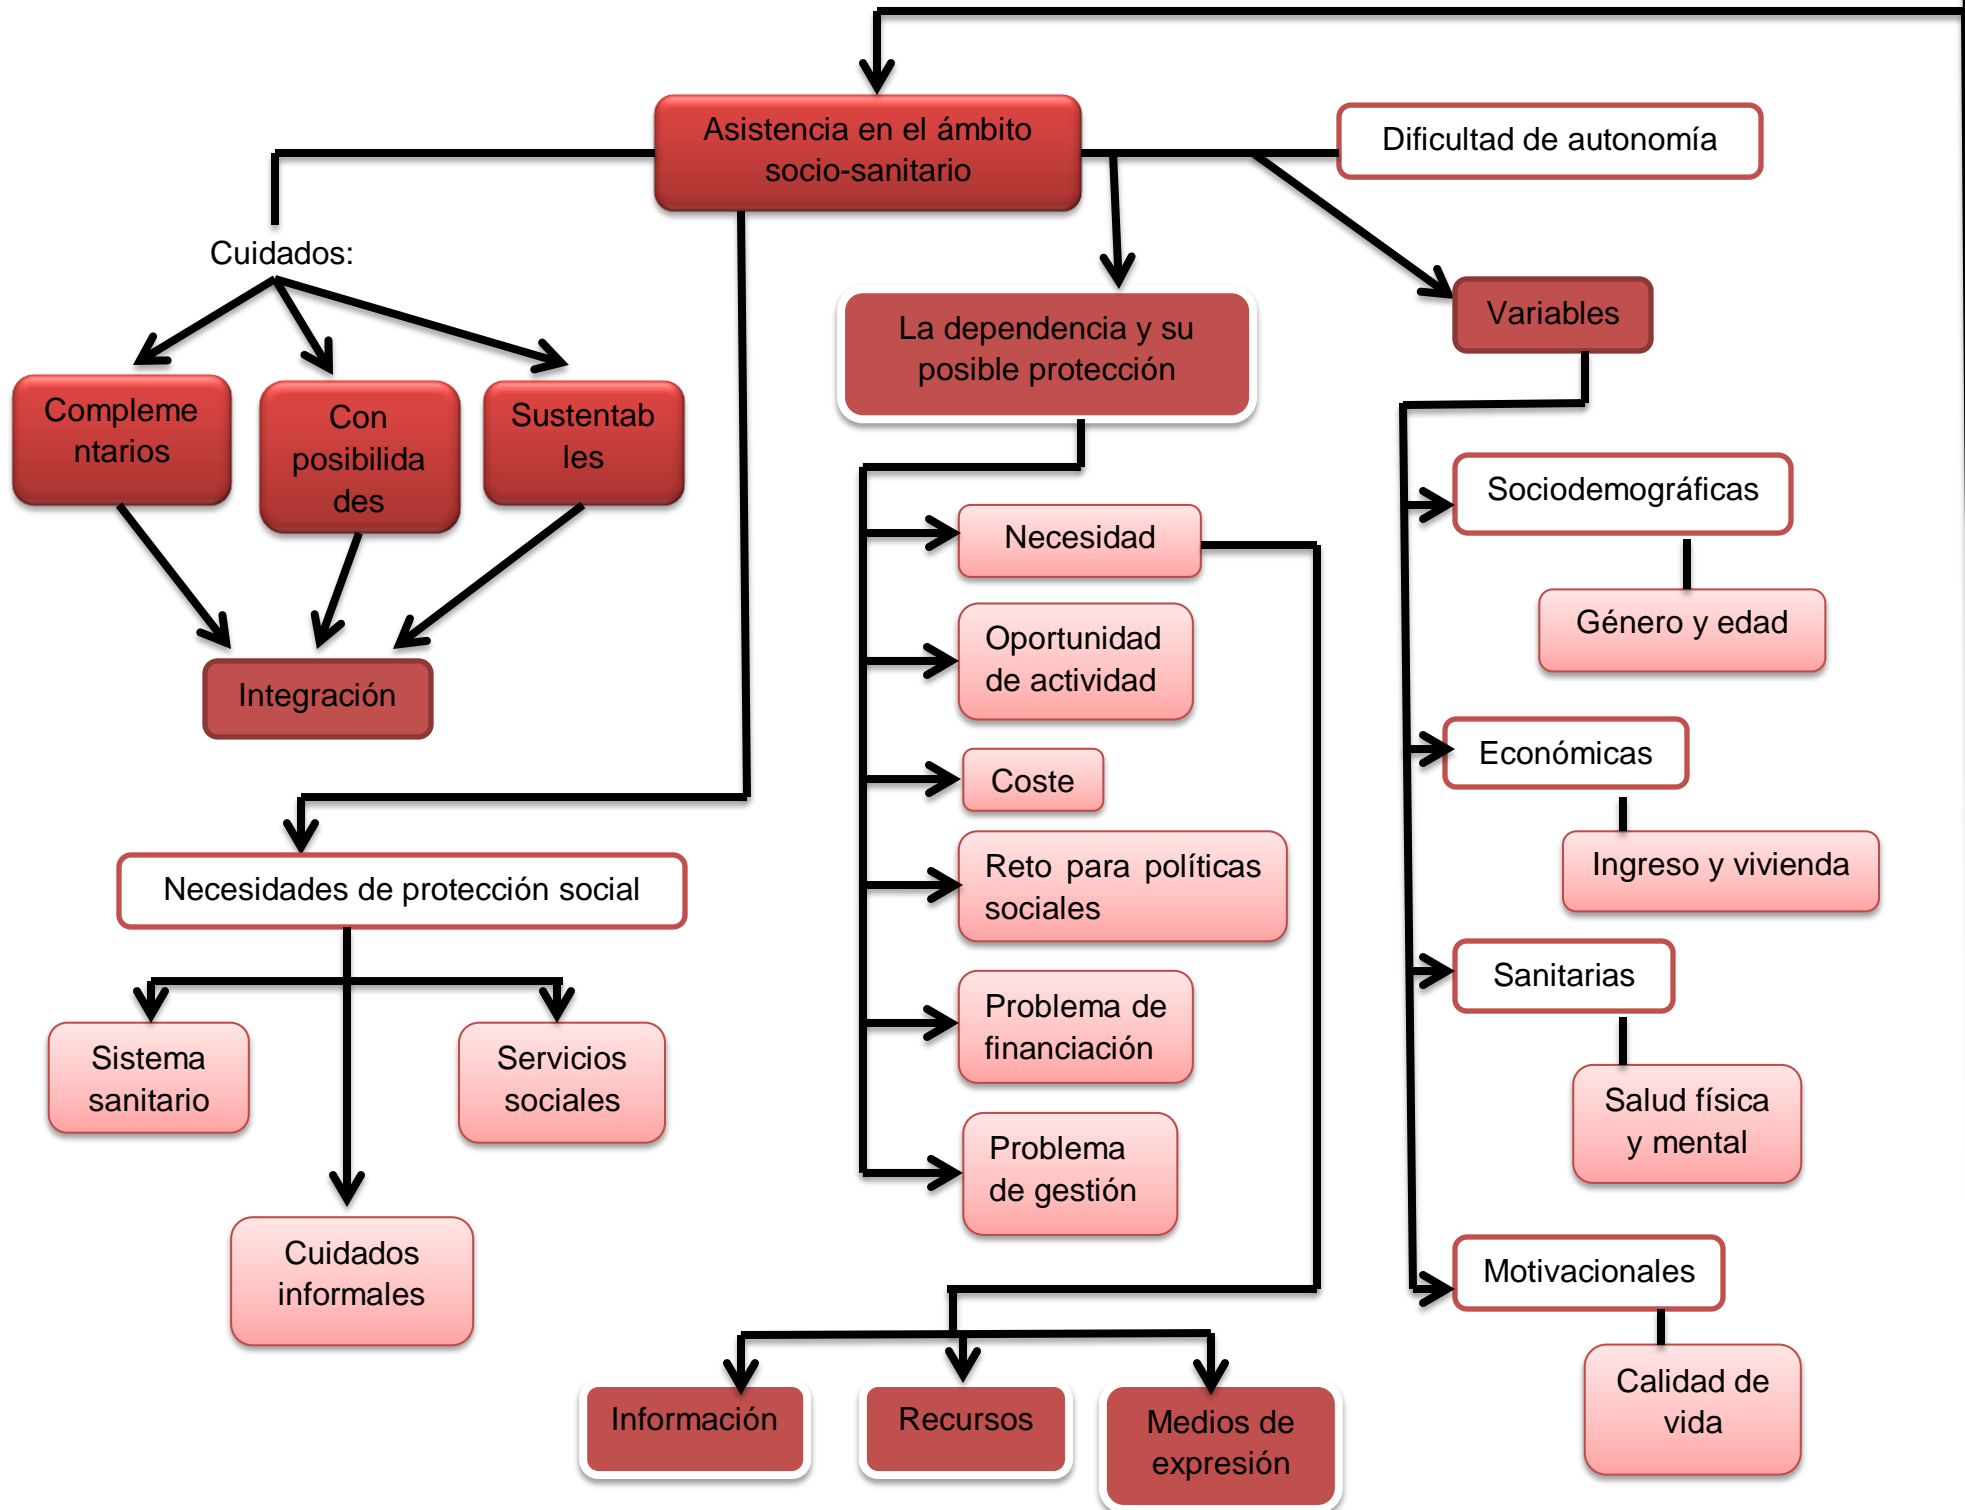 Asistencia en el ámbito
socio-sanitario
Dificultad de autonomía
Cuidados:
Compleme
ntarios
Con
posibilida
des
Sustentab
les
Integración
La dependencia y su
posible protección
Variables
Necesidad
Oportunidad
de actividad
Coste
Reto para políticas
sociales
Problema de
financiación
Problema
de gestión
Sociodemográficas
Género y edad
Económicas
Ingreso y vivienda
Sanitarias
Salud física
y mental
Motivacionales
Calidad de
vida
Necesidades de protección social
Sistema
sanitario
Servicios
sociales
Cuidados
informales
Información
Recursos
Medios de
expresión